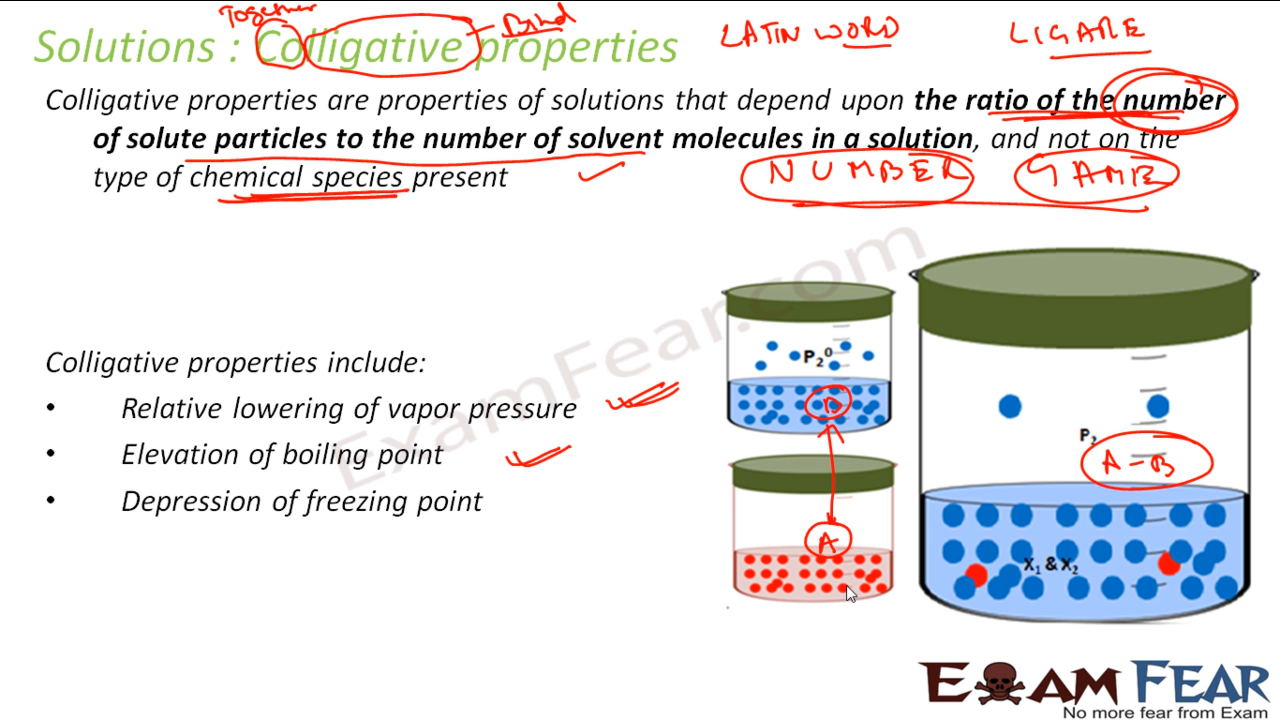 Together
Bind
LATIN WORD
LIGARE
Solutions : Colligative properties
Colligative properties are properties of solutions that depend upon the ratio of the number
of solute particles to the number of solvent molecules in a solution, and not on the
type of chemical species present
NUMBER GAME
ExamFear.com
P₂⁰
B
Colligative properties include:
• Relative lowering of vapor pressure
• Elevation of boiling point
• Depression of freezing point
P₂
A-B
A
X₁ & X₂
EXAM FEAR
No more fear from Exam